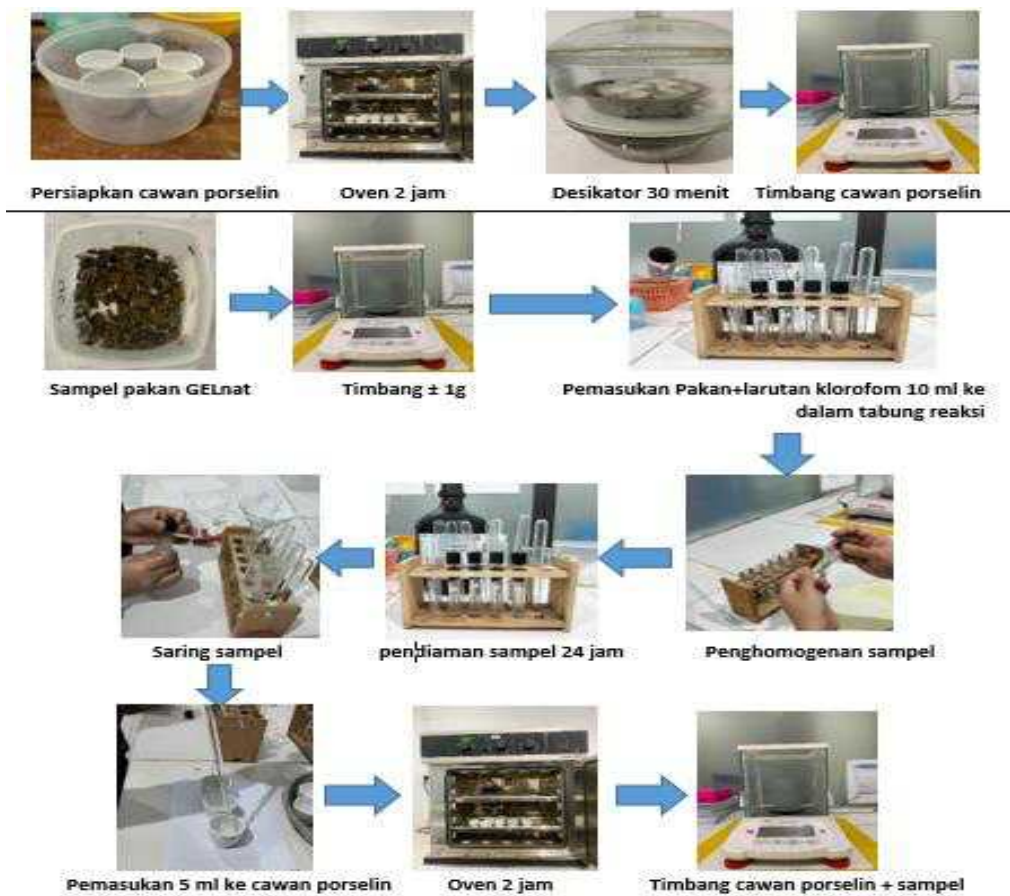 Persiapkan cawan porselin
Oven 2 jam
Desikator 30 menit
Timbang cawan porselin
Sampel pakan GELnat
Timbang ± 1g
Pemasukan Pakan+larutan klorofom 10 ml ke
dalam tabung reaksi
Saring sampel
pendiaman sampel 24 jam
Penghomogenan sampel
Pemasukan 5 ml ke cawan porselin
Oven 2 jam
Timbang cawan porselin + sampel